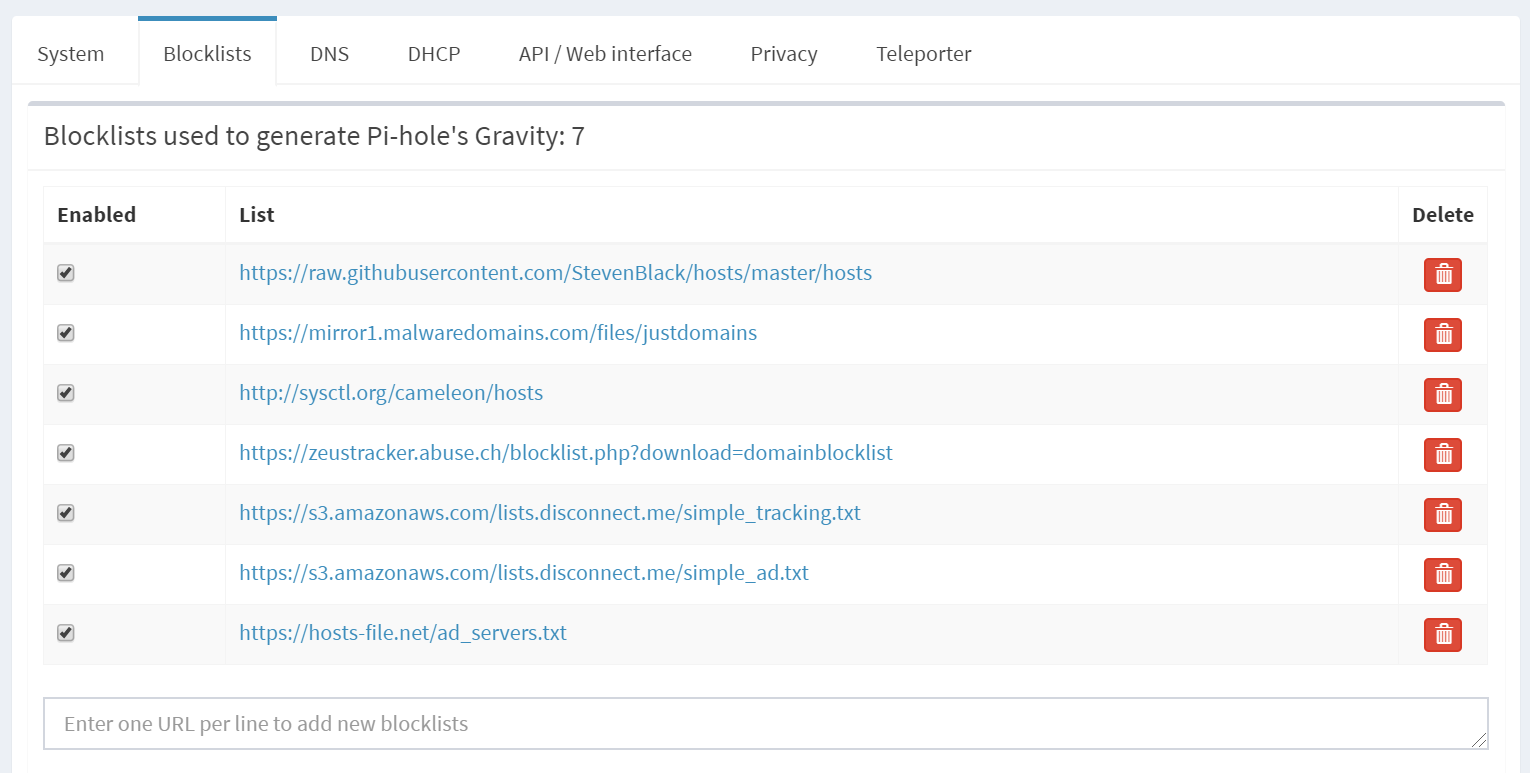 System Blocklists DNS DHCP API / Web interface Privacy Teleporter
Blocklists used to generate Pi-hole's Gravity: 7
Enabled List Delete
https://raw.githubusercontent.com/StevenBlack/hosts/master/hosts
https://mirror1.malwaredomains.com/files/justdomains
http://sysctl.org/cameleon/hosts
https://zeustracker.abuse.ch/blocklist.php?download=domainblocklist
https://s3.amazonaws.com/lists.disconnect.me/simple_tracking.txt
https://s3.amazonaws.com/lists.disconnect.me/simple_ad.txt
https://hosts-file.net/ad_servers.txt
Enter one URL per line to add new blocklists